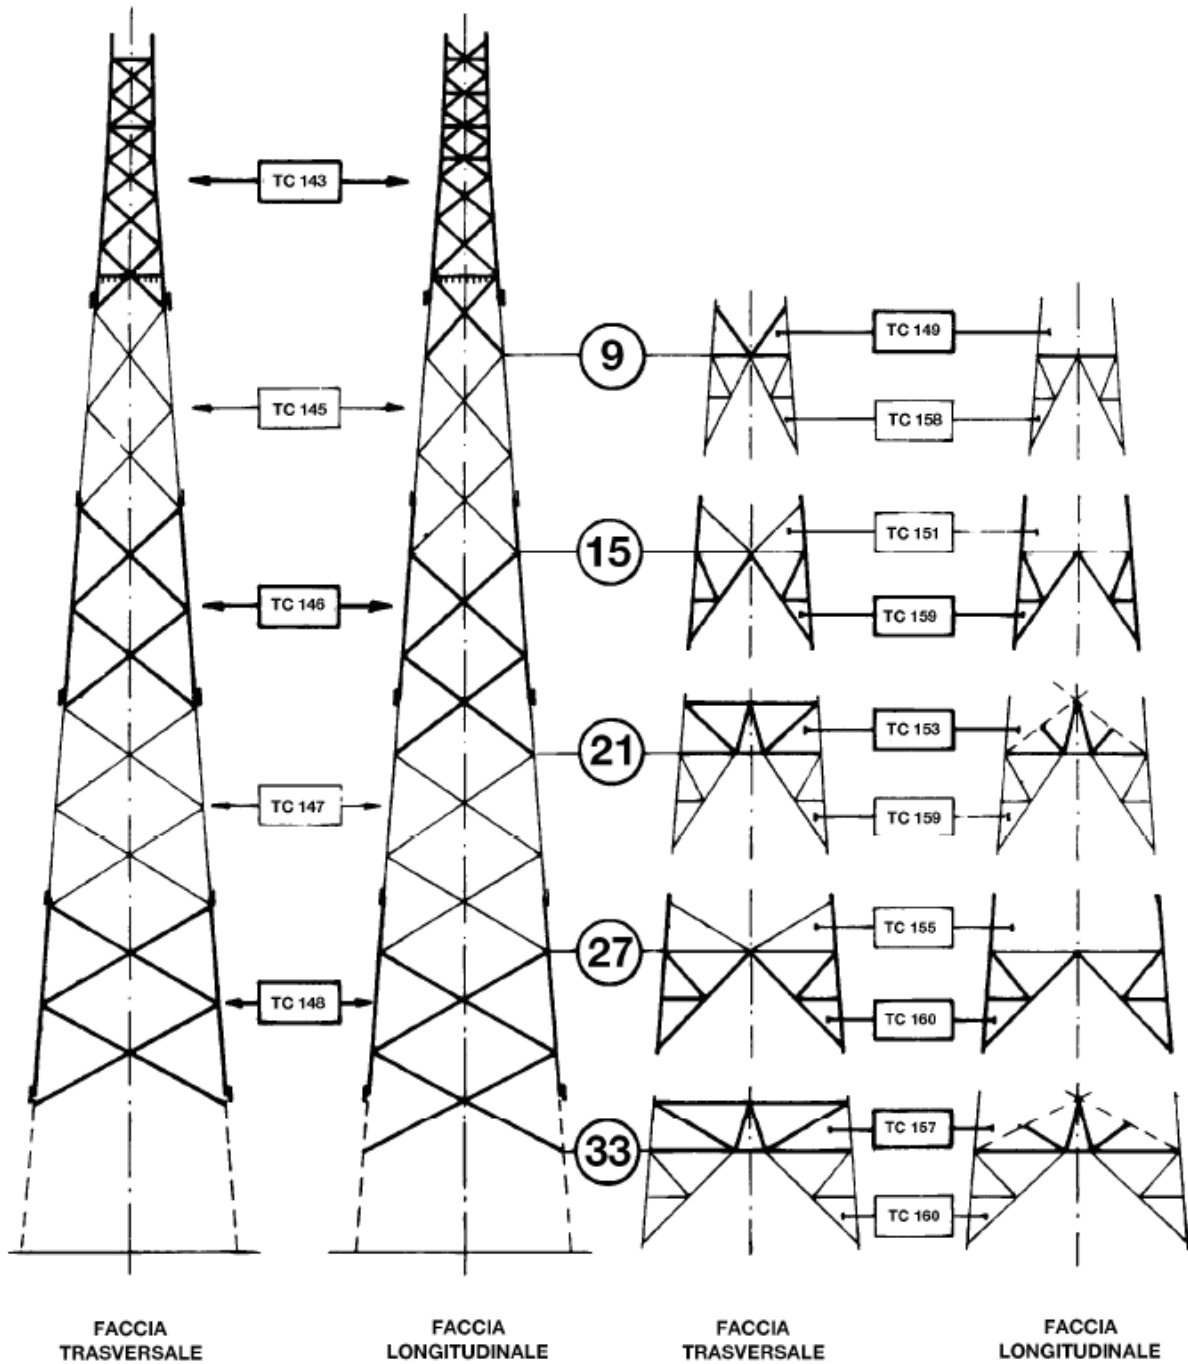 TC 143
9
TC 149
TC 145
TC 158
15
TC 151
TC 146
TC 159
21
TC 153
TC 147
TC 159
27
TC 155
TC 148
TC 160
33
TC 157
TC 160
FACCIA
TRASVERSALE
FACCIA
LONGITUDINALE
FACCIA
TRASVERSALE
FACCIA
LONGITUDINALE